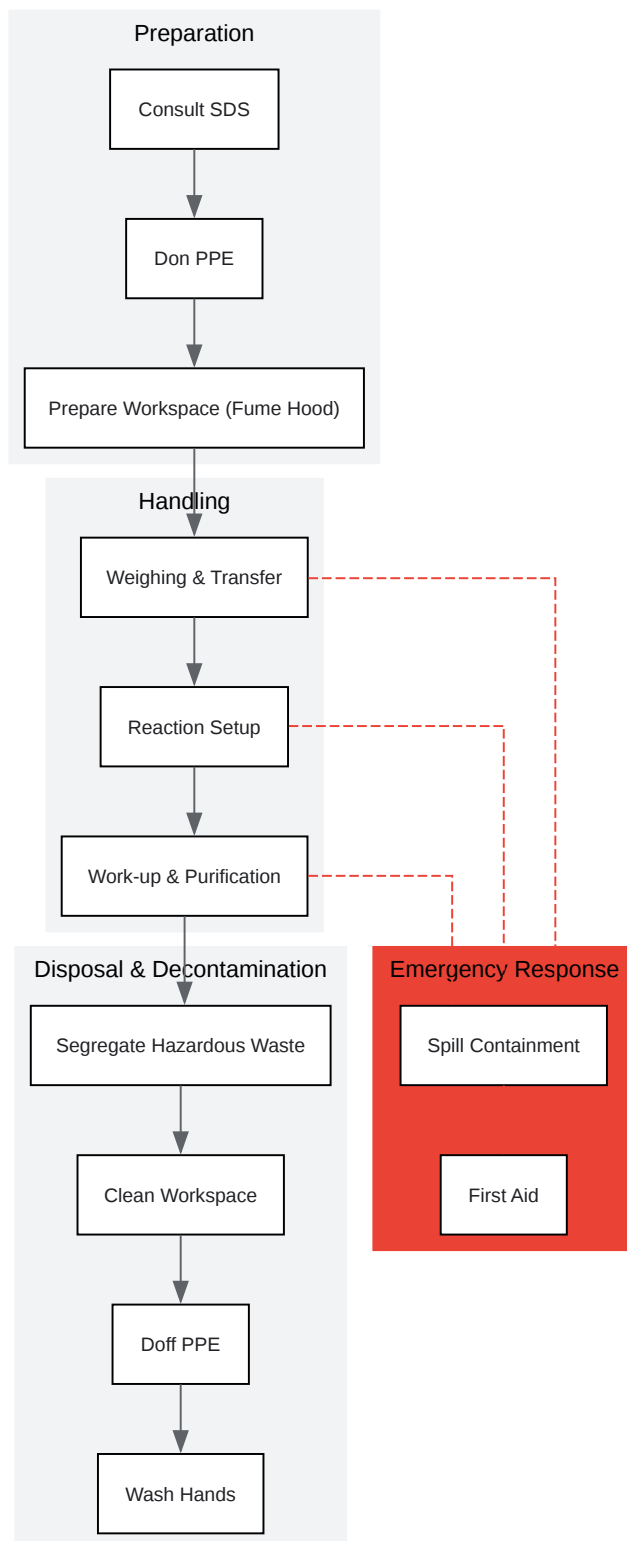 Preparation
Consult SDS
Don PPE
Prepare Workspace (Fume Hood)
Handling
Weighing & Transfer
Reaction Setup
Work-up & Purification
Disposal & Decontamination
Segregate Hazardous Waste
Clean Workspace
Doff PPE
Wash Hands
Emergency Response
Spill Containment
First Aid